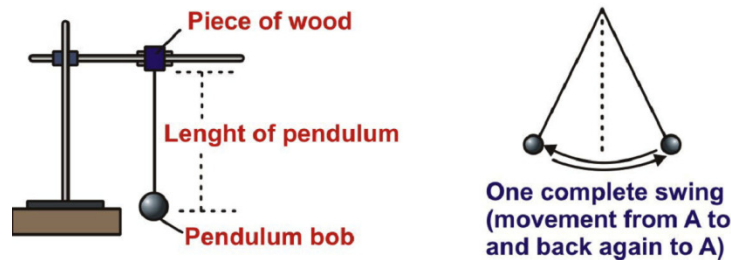 Piece of wood
Lenght of pendulum
Pendulum bob
One complete swing
(movement from A to
and back again to A)